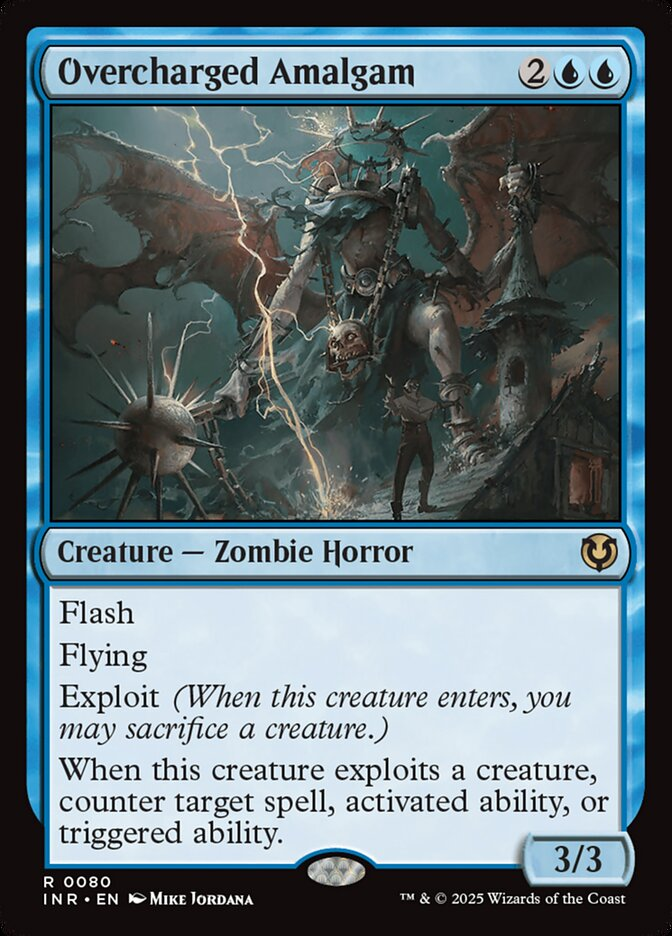 Overcharged Amalgam 2
Creature — Zombie Horror
Flash
Flying
Exploit (When this creature enters, you
may sacrifice a creature.)
When this creature exploits a creature,
counter target spell, activated ability, or
triggered ability.
3/3
R 0080
INR • EN Mike Jordana
™ & © 2025 Wizards of the Coast